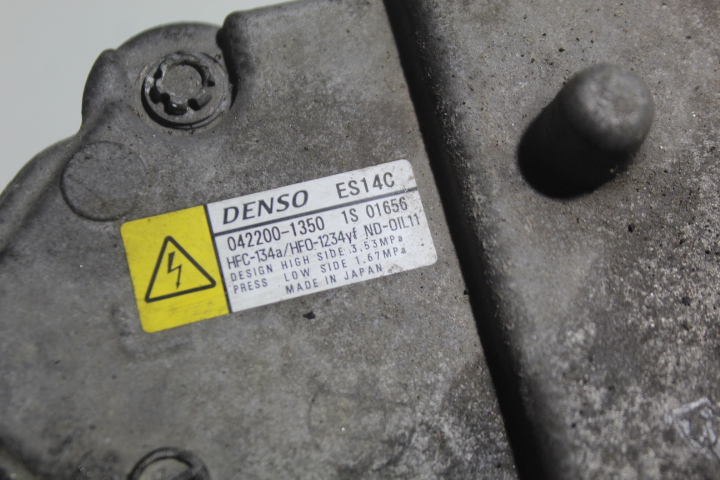 DENSO ES14C
042200-1350 1S 01656
HFC-134a/HFO-1234yf ND-OIL11
DESIGN HIGH SIDE 3.53MPa
PRESS LOW SIDE 1.67MPa
MADE IN JAPAN